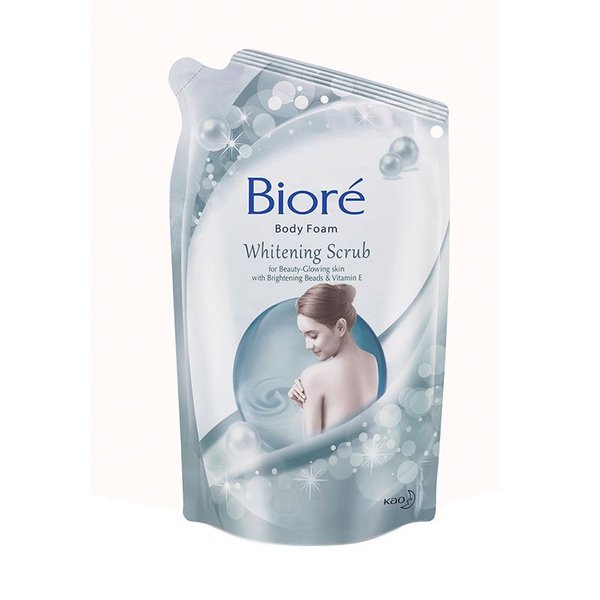 Bioré
Body Foam
Whitening Scrub
for Beauty-Glowing skin
with Brightening Beads & Vitamin E
Kao